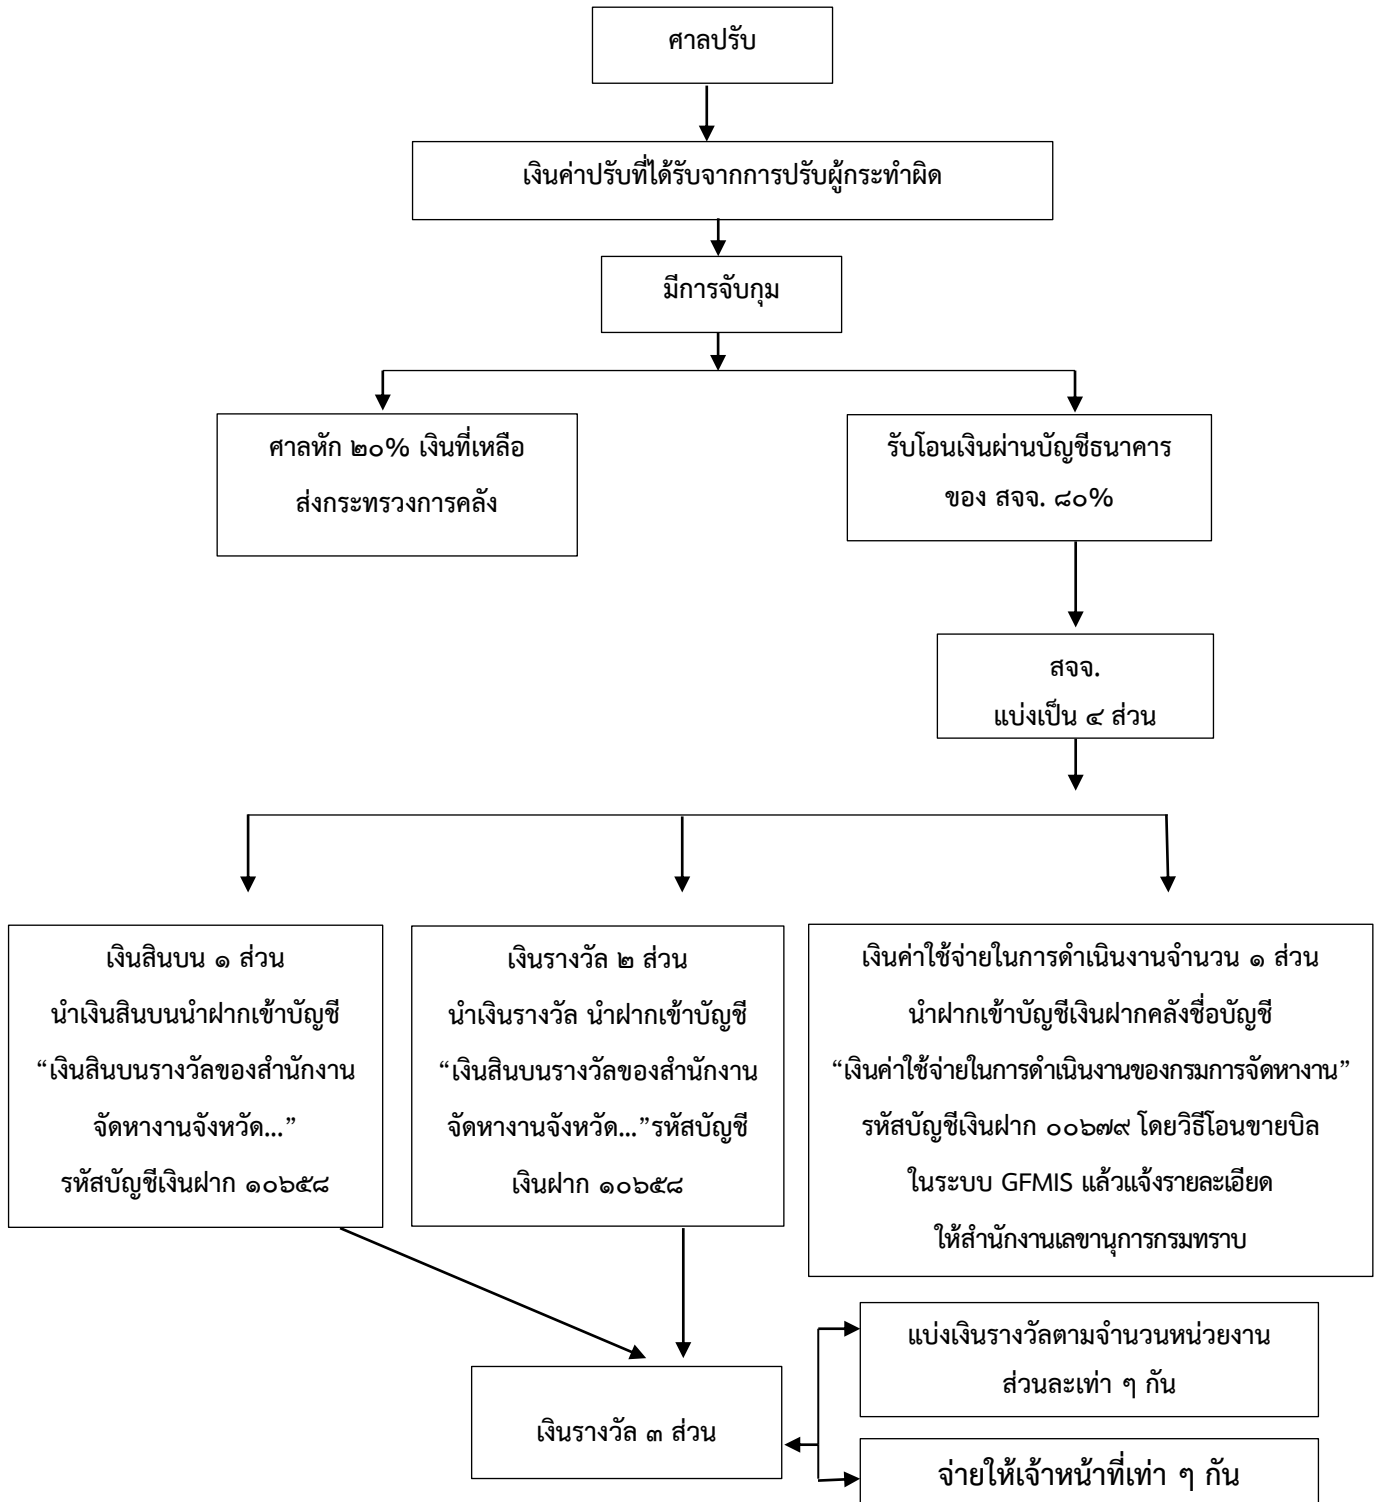 ศาลปรับ
เงินค่าปรับที่ได้รับจากการปรับผู้กระทำผิด
มีการจับกุม
ศาลหัก ๒๐% เงินที่เหลือ
ส่งกระทรวงการคลัง
รับโอนเงินผ่านบัญชีธนาคาร
ของ สจจ. ๘๐%
สจจ.
แบ่งเป็น ๔ ส่วน
เงินสินบน ๑ ส่วน
นำเงินสินบนนำฝากเข้าบัญชี
“เงินสินบนรางวัลของสำนักงาน
จัดหางานจังหวัด...”
รหัสบัญชีเงินฝาก ๑๐๖๕๘
เงินรางวัล ๒ ส่วน
นำเงินรางวัล นำฝากเข้าบัญชี
“เงินสินบนรางวัลของสำนักงาน
จัดหางานจังหวัด...”รหัสบัญชี
เงินฝาก ๑๐๖๕๘
เงินค่าใช้จ่ายในการดำเนินงานจำนวน ๑ ส่วน
นำฝากเข้าบัญชีเงินฝากคลังชื่อบัญชี
“เงินค่าใช้จ่ายในการดำเนินงานของกรมการจัดหางาน”
รหัสบัญชีเงินฝาก ๐๐๖๗๙ โดยวิธีโอนขายบิล
ในระบบ GFMIS แล้วแจ้งรายละเอียด
ให้สำนักงานเลขานุการกรมทราบ
แบ่งเงินรางวัลตามจำนวนหน่วยงาน
ส่วนละเท่า ๆ กัน
เงินรางวัล ๓ ส่วน
จ่ายให้เจ้าหน้าที่เท่า ๆ กัน